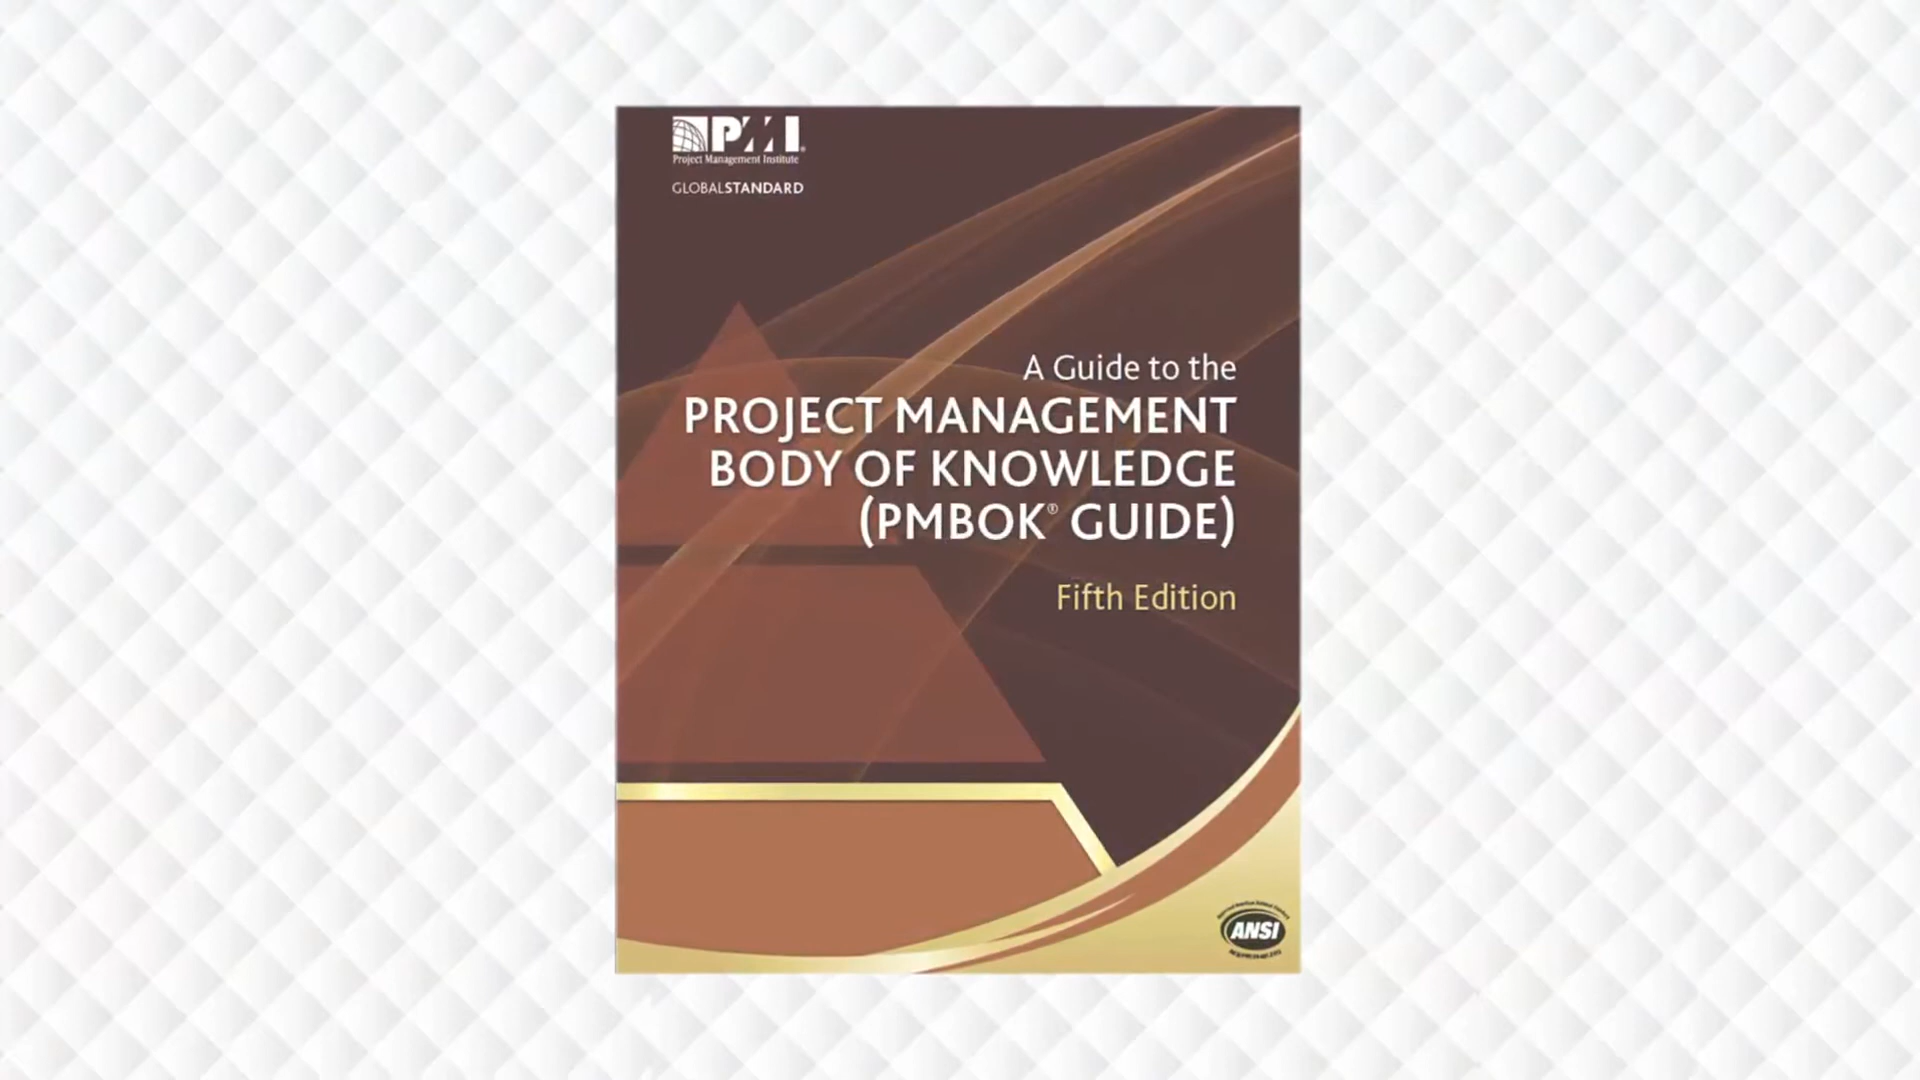 PMI®
Project Management Institute
GLOBALSTANDARD
A Guide to the
PROJECT MANAGEMENT
BODY OF KNOWLEDGE
(PMBOK® GUIDE)
Fifth Edition
ANSI